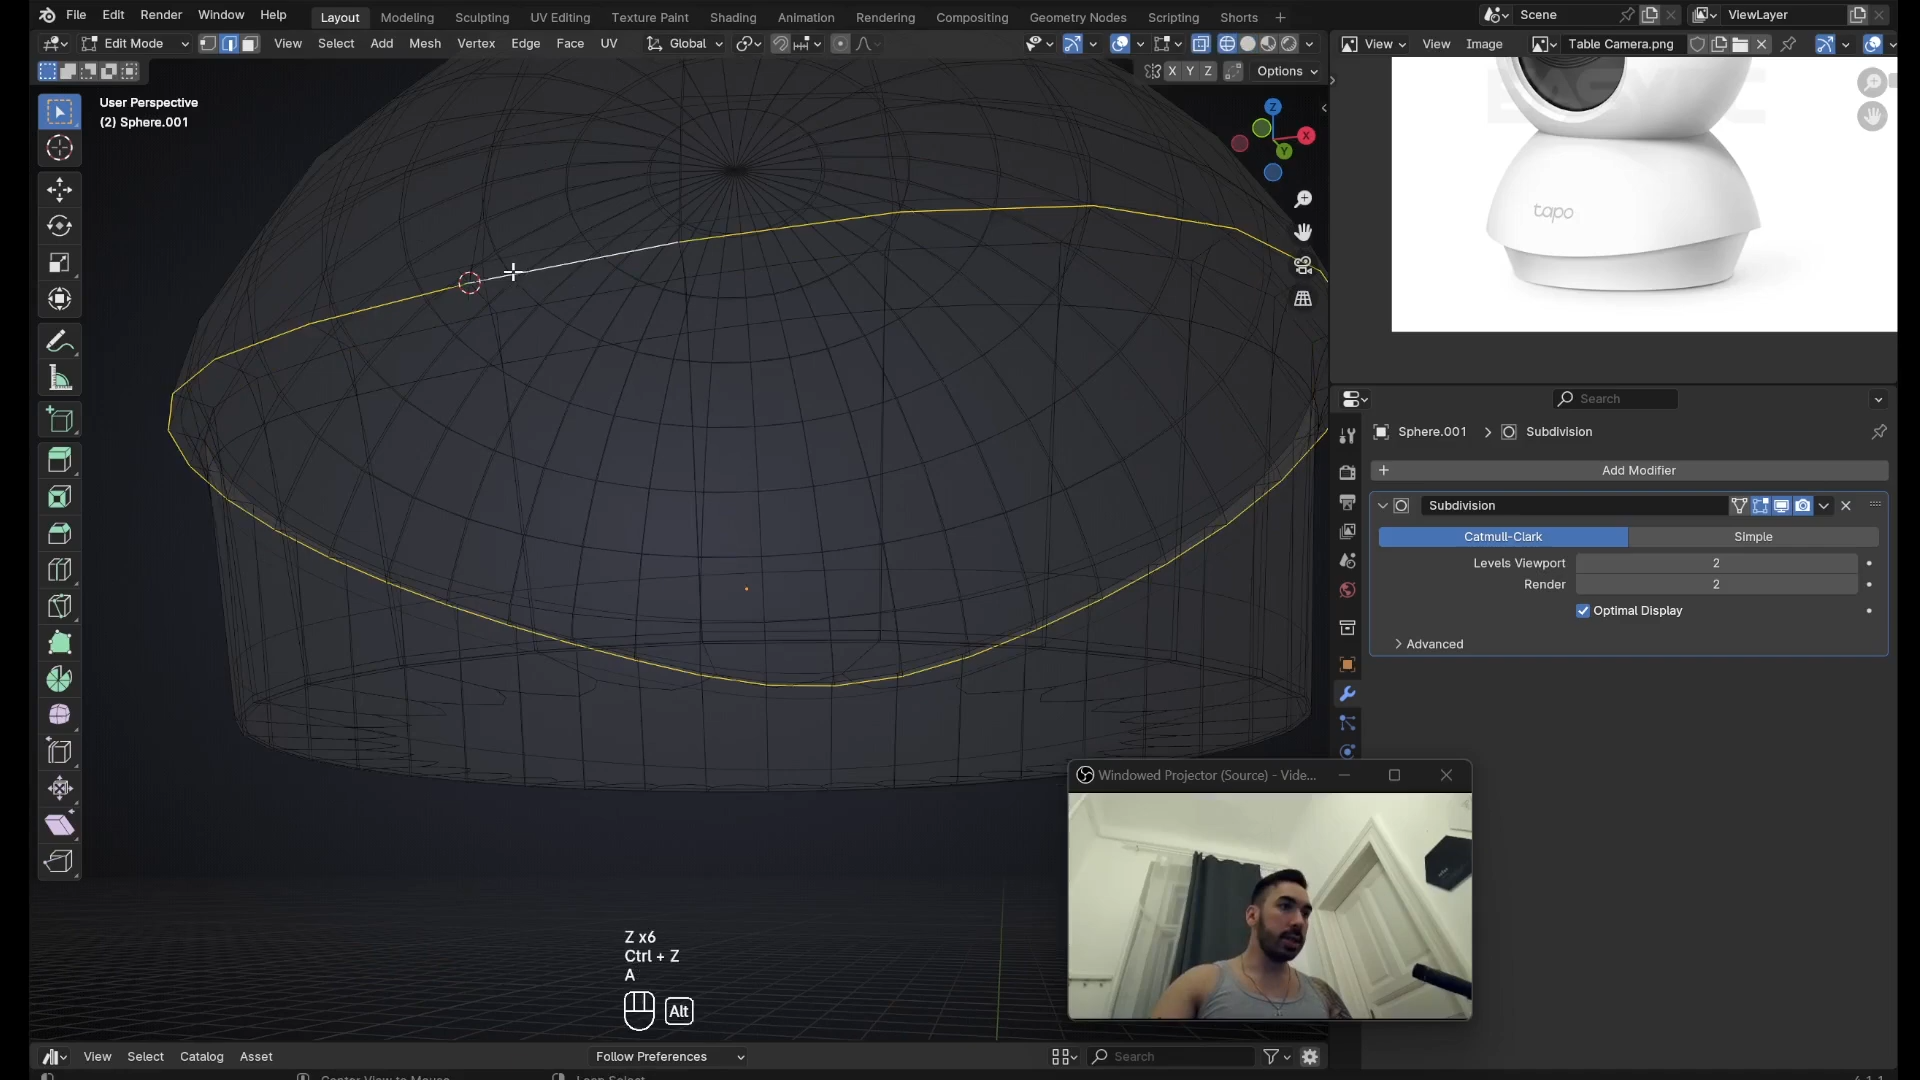 File Edit Render Window Help
Layout Modeling Sculpting UV Editing Texture Paint Shading Animation Rendering Compositing Geometry Nodes Scripting Shorts
Scene
ViewLayer
Edit Mode
View Select Add Mesh Vertex Edge Face UV
Global
View View Image
Table Camera.png
X Y Z
Options
User Perspective
(2) Sphere.001
Z
X
Y
tapo
Search
Sphere.001
Subdivision
Add Modifier
Subdivision
Catmull-Clark
Simple
Levels Viewport
2
Render
2
Optimal Display
Advanced
Windowed Projector (Source) - Vide...
Z x6
Ctrl + Z
A
Alt
View Select Catalog Asset
Follow Preferences
Search